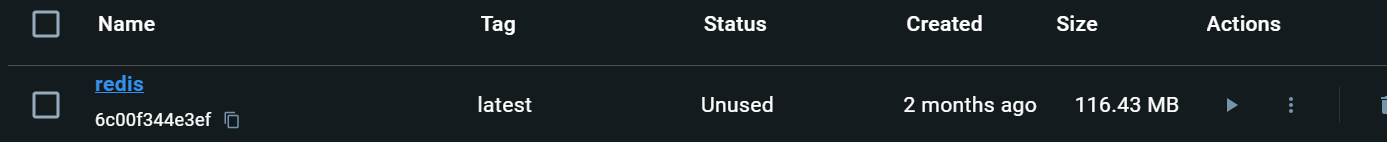 Name Tag Status Created Size Actions
redis
latest Unused 2 months ago 116.43 MB
6c00f344e3ef